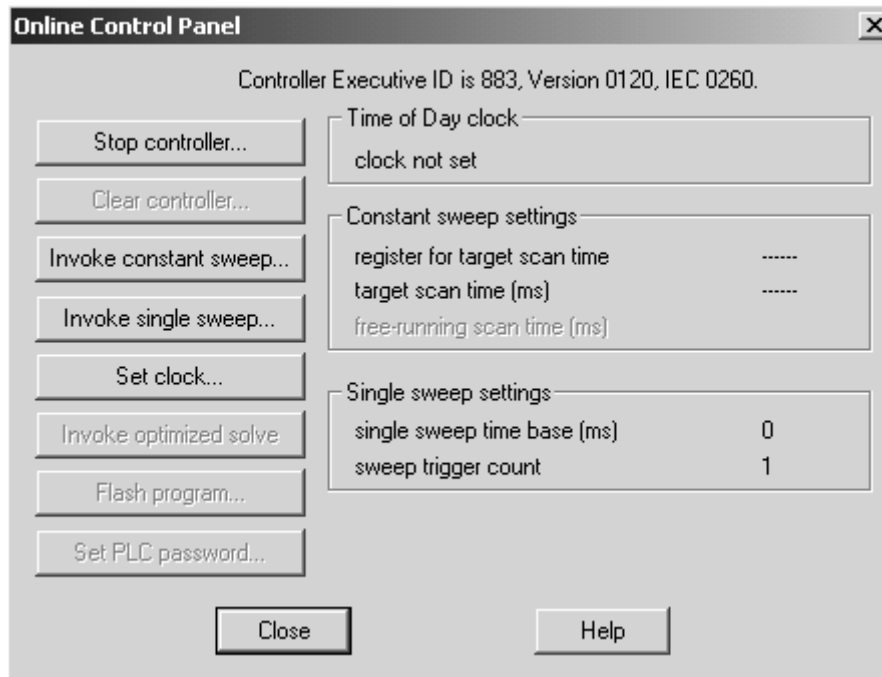 Online Control Panel
Controller Executive ID is 883, Version 0120, IEC 0260.
Stop controller...
Clear controller...
Invoke constant sweep...
Invoke single sweep...
Set clock...
Invoke optimized solve
Flash program...
Set PLC password...
Time of Day clock
clock not set
Constant sweep settings
register for target scan time ------
target scan time (ms) ------
free-running scan time (ms)
Single sweep settings
single sweep time base (ms) 0
sweep trigger count 1
Close
Help